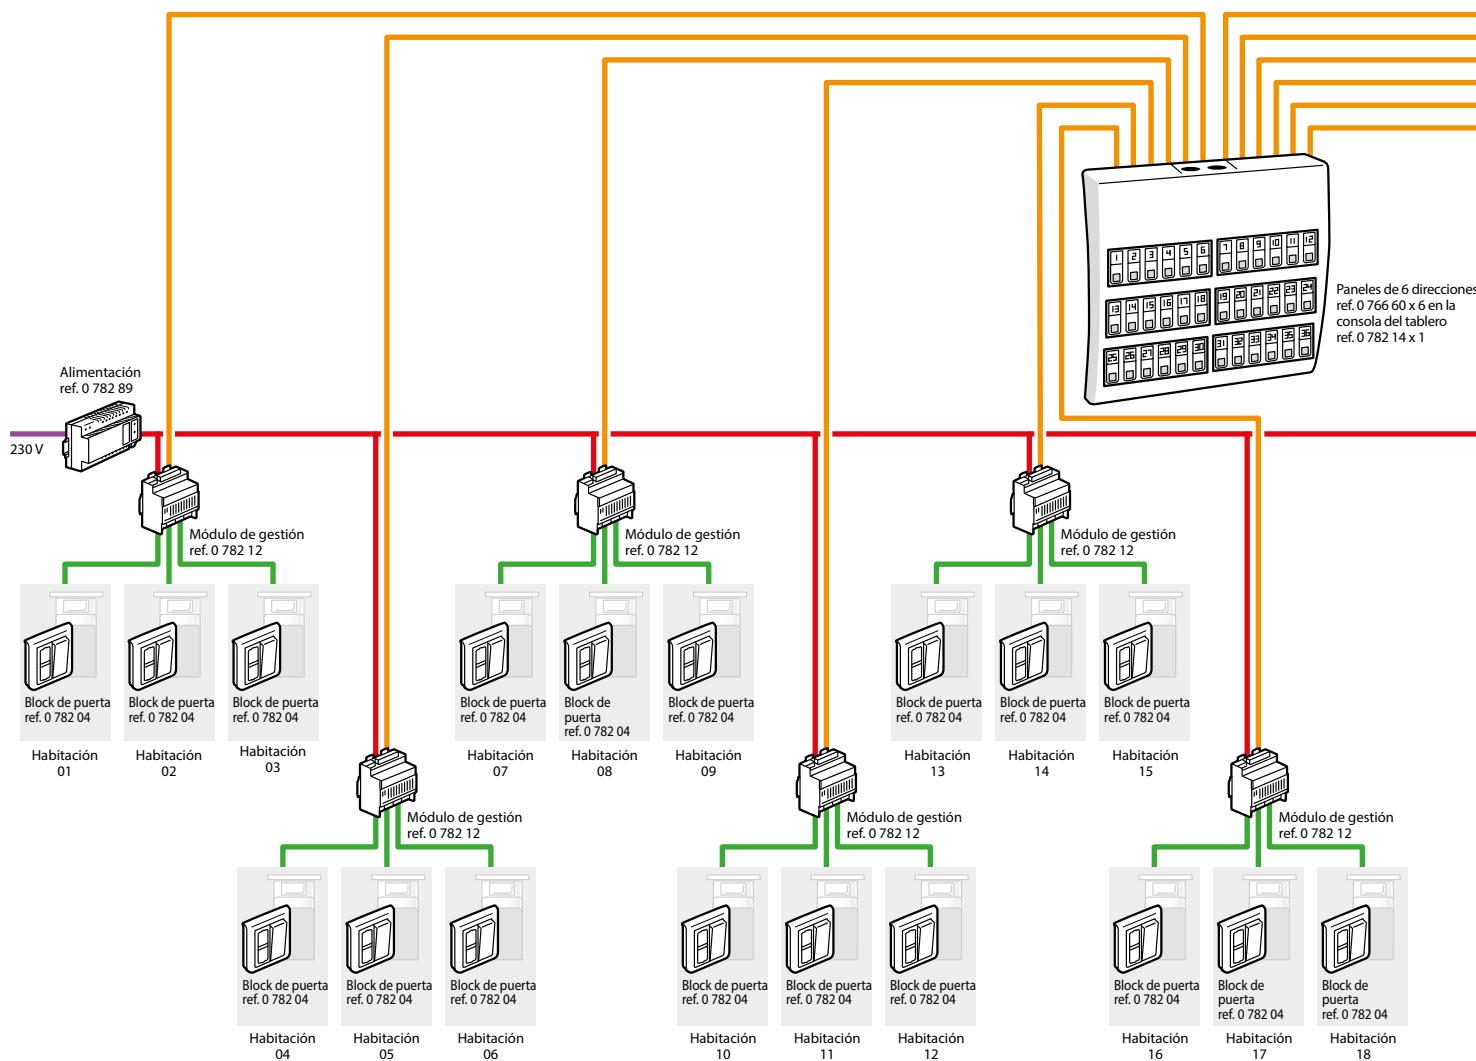 1 2 3 4 5 6 7 8 9 10 11 12
13 14 15 16 17 18 19 20 21 22 23 24
25 26 27 28 29 30 31 32 33 34 35 36
Paneles de 6 direcciones
ref. 0 766 60 x 6 en la
consola del tablero
ref. 0 782 14 x 1
Alimentación
ref. 0 782 89
230 V
Módulo de gestión
ref. 0 782 12
Módulo de gestión
ref. 0 782 12
Módulo de gestión
ref. 0 782 12
Block de puerta
ref. 0 782 04
Habitación
01
Block de puerta
ref. 0 782 04
Habitación
02
Block de puerta
ref. 0 782 04
Habitación
03
Block de puerta
ref. 0 782 04
Habitación
07
Block de
puerta
ref. 0 782 04
Habitación
08
Block de puerta
ref. 0 782 04
Habitación
09
Block de puerta
ref. 0 782 04
Habitación
13
Block de puerta
ref. 0 782 04
Habitación
14
Block de puerta
ref. 0 782 04
Habitación
15
Módulo de gestión
ref. 0 782 12
Módulo de gestión
ref. 0 782 12
Módulo de gestión
ref. 0 782 12
Block de puerta
ref. 0 782 04
Habitación
04
Block de puerta
ref. 0 782 04
Habitación
05
Block de puerta
ref. 0 782 04
Habitación
06
Block de puerta
ref. 0 782 04
Habitación
10
Block de puerta
ref. 0 782 04
Habitación
11
Block de puerta
ref. 0 782 04
Habitación
12
Block de puerta
ref. 0 782 04
Habitación
16
Block de
puerta
ref. 0 782 04
Habitación
17
Block de
puerta
ref. 0 782 04
Habitación
18